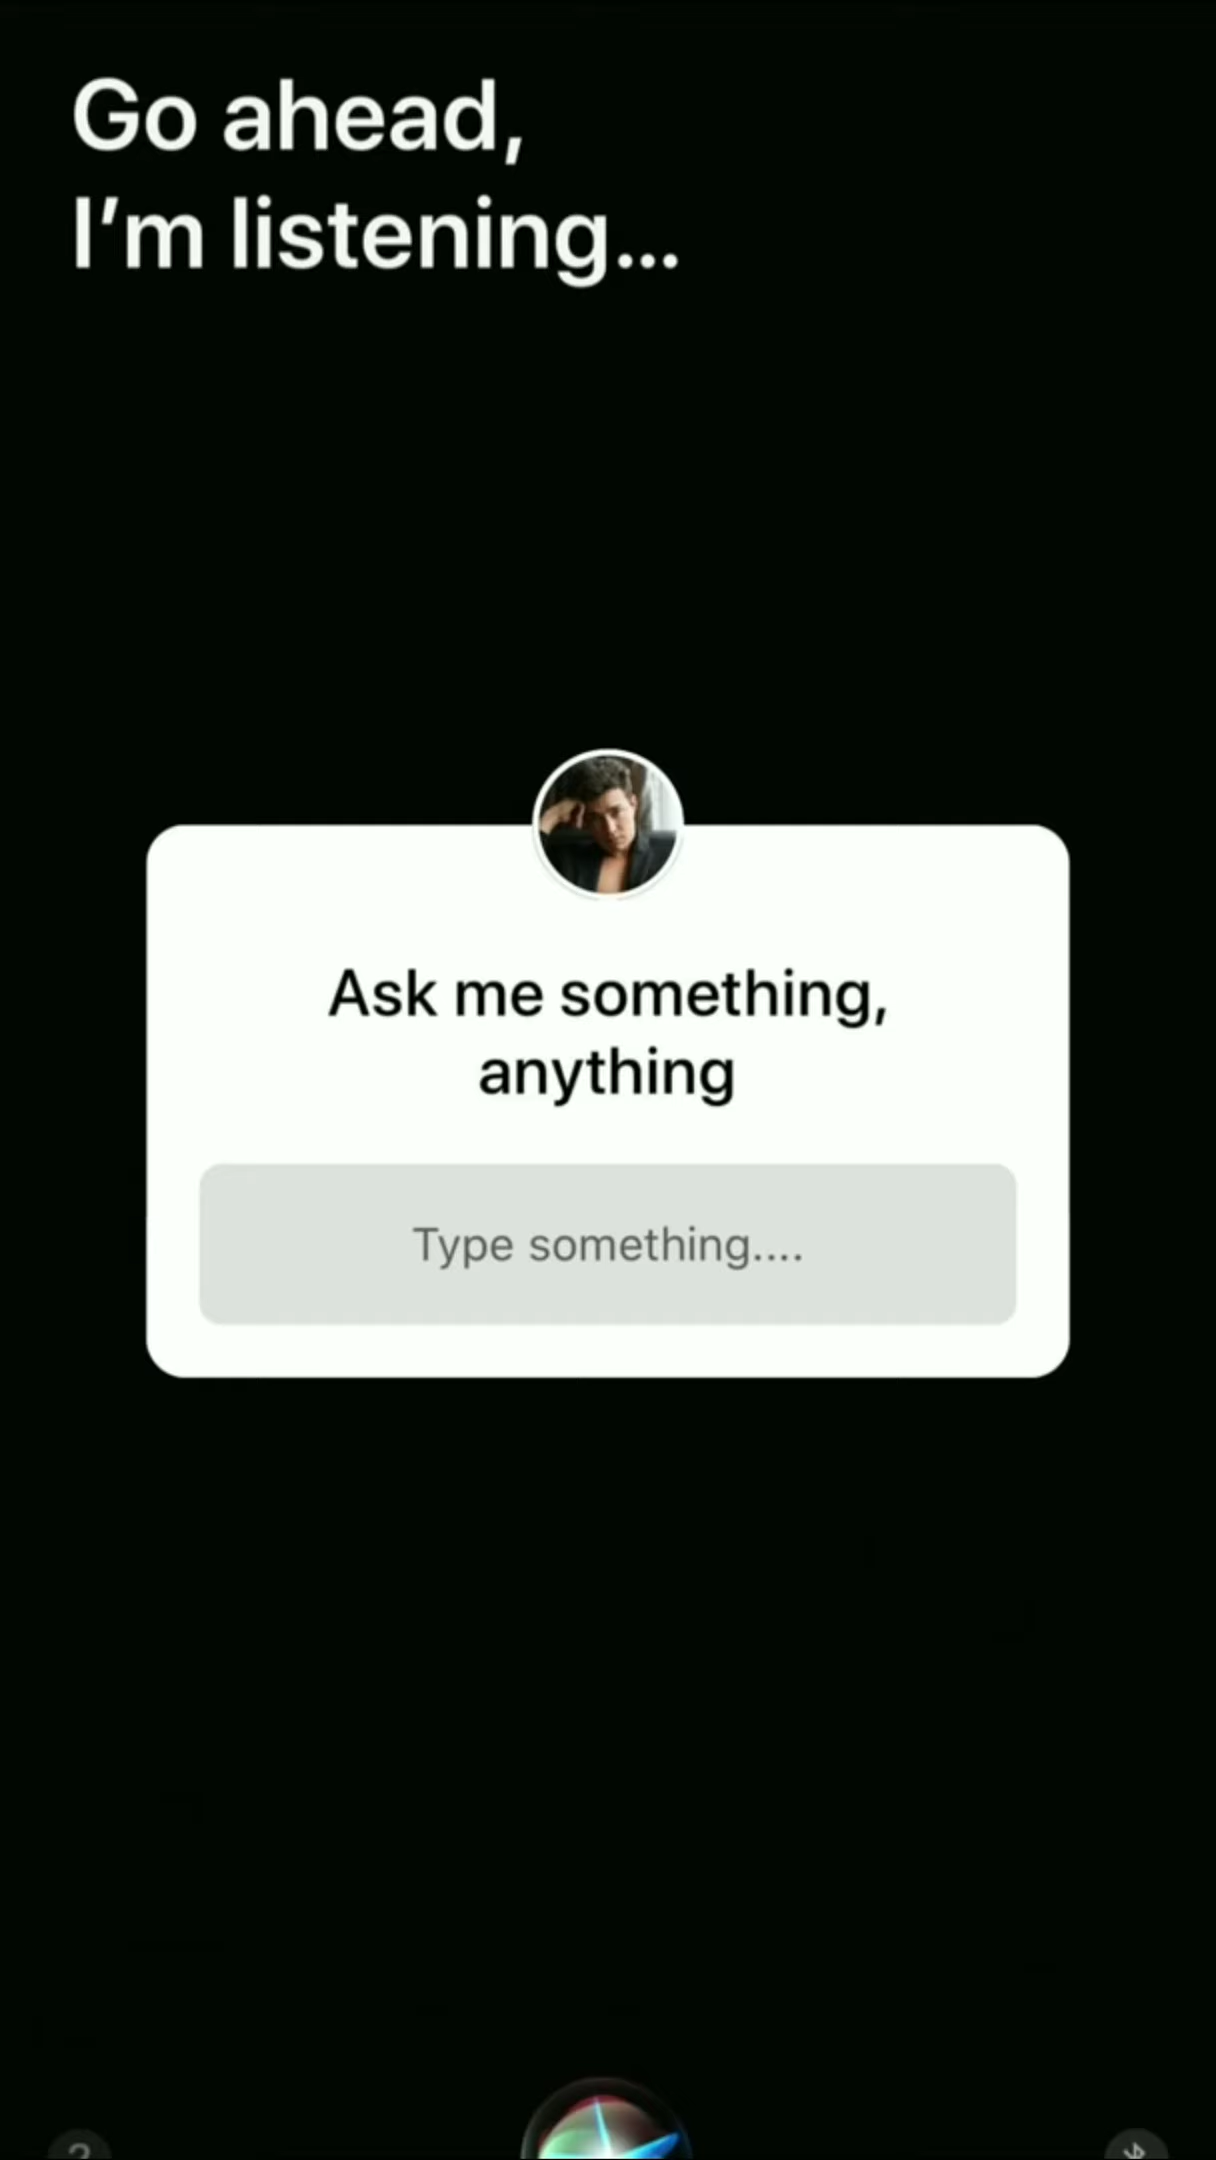 Go ahead,
I’m listening...
Ask me something,
anything
Type something....
?